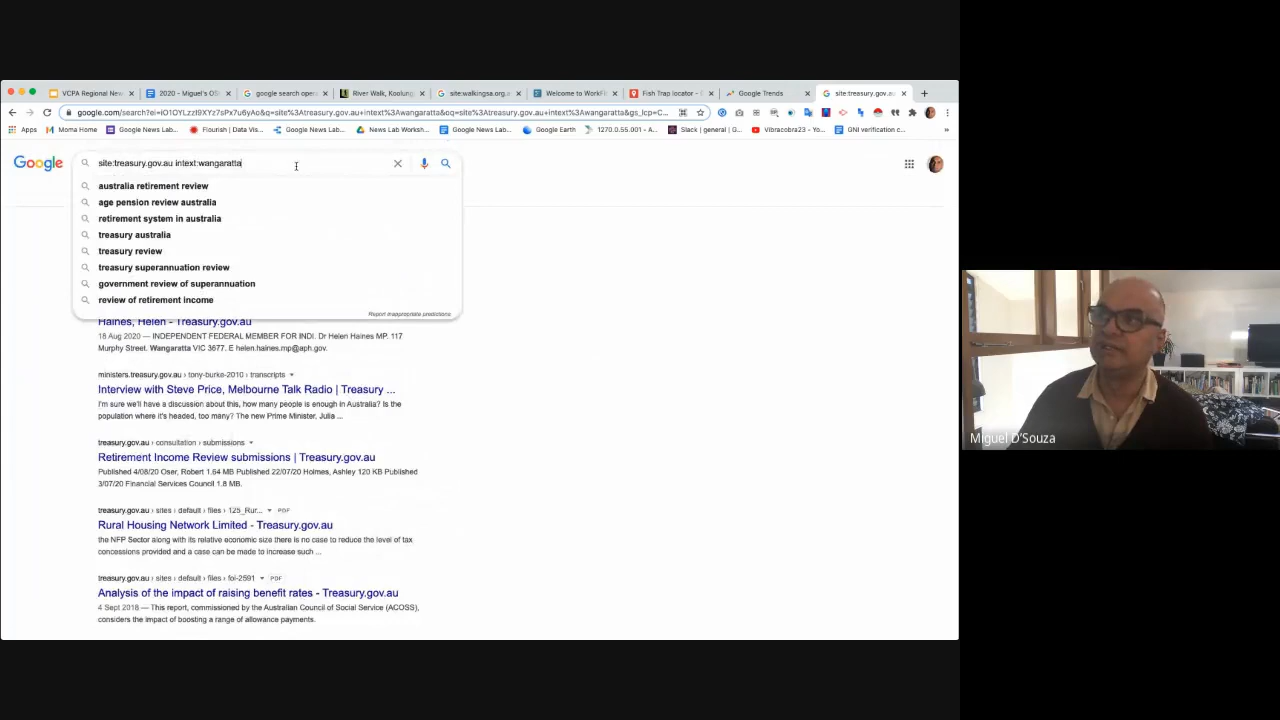 VCPA Regional New
2020 - Miguel's OS
google search oper
River Walk, Koolung
site:walkingsa.org.a
Welcome to WorkFl
Fish Trap locator - E
Google Trends
site:treasury.gov.au
Apps
Moma Home
Google News Lab...
Flourish | Data Vis...
Google News Lab...
News Lab Worksh...
Google News Lab...
Google Earth
1270.0.55.001 - A...
Slack | general | G...
Vibracobra23 - Yo...
GNI verification c...
Google
site:treasury.gov.au intext:wangaratta
australia retirement review
age pension review australia
retirement system in australia
treasury australia
treasury review
treasury superannuation review
government review of superannuation
review of retirement income
Report inappropriate predictions
Haines, Helen - Treasury.gov.au
18 Aug 2020 — INDEPENDENT FEDERAL MEMBER FOR INDI. Dr Helen Haines MP. 117
Murphy Street. Wangaratta VIC 3677. E helen.haines.mp@aph.gov.
ministers.treasury.gov.au › tony-burke-2010 › transcripts
Interview with Steve Price, Melbourne Talk Radio | Treasury ...
I'm sure we'll have a discussion about this, how many people is enough in Australia? Is the
population where it's headed, too many? The new Prime Minister, Julia ...
treasury.gov.au › consultation › submissions
Retirement Income Review submissions | Treasury.gov.au
Published 4/08/20 Oser, Robert 1.64 MB Published 22/07/20 Holmes, Ashley 120 KB Published
3/07/20 Financial Services Council 1.8 MB.
treasury.gov.au › sites › default › files › 125_Rur... PDF
Rural Housing Network Limited - Treasury.gov.au
the NFP Sector along with its relative economic size there is no case to reduce the level of tax
concessions provided and a case can be made to increase such ...
treasury.gov.au › sites › default › files › foi-2591 PDF
Analysis of the impact of raising benefit rates - Treasury.gov.au
4 Sept 2018 — This report, commissioned by the Australian Council of Social Service (ACOSS),
considers the impact of boosting a range of allowance payments.
Miguel D'Souza